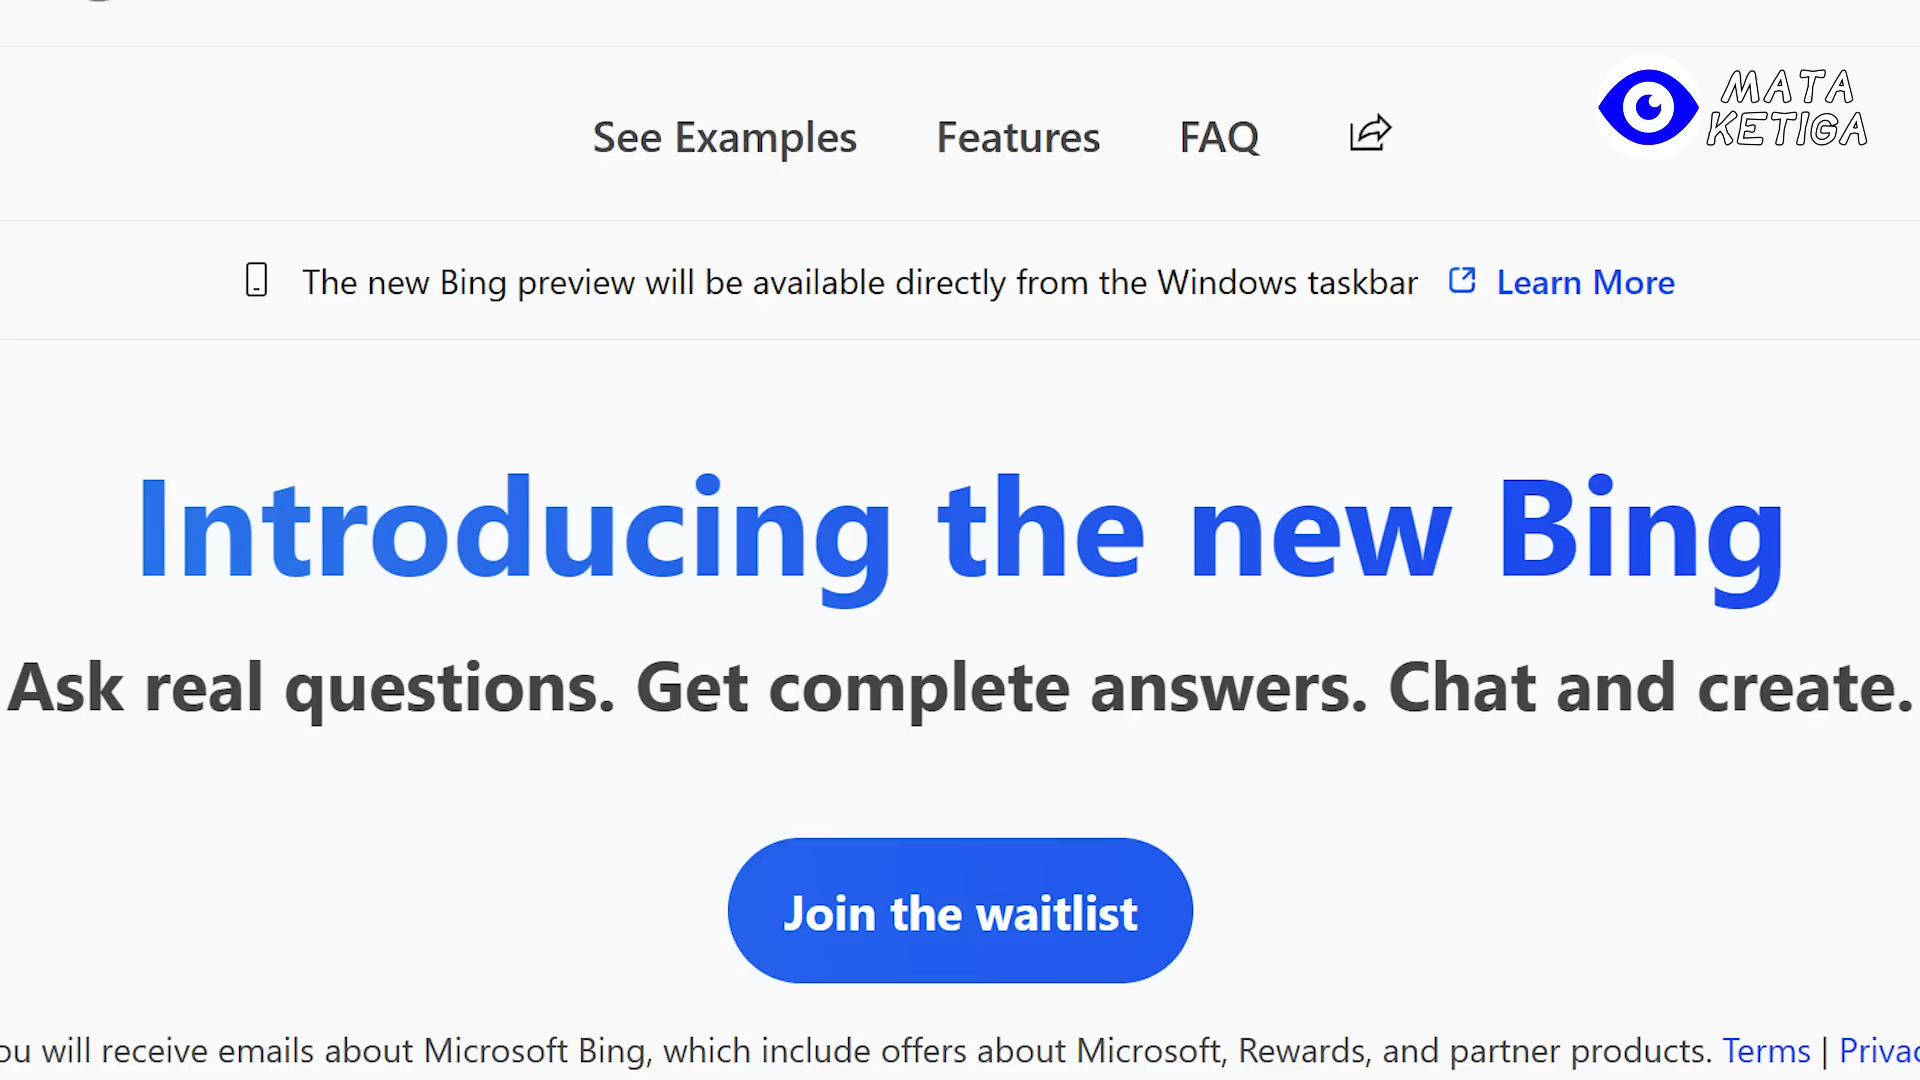 MATA
KETIGA
See Examples Features FAQ
The new Bing preview will be available directly from the Windows taskbar Learn More
Introducing the new Bing
Ask real questions. Get complete answers. Chat and create.
Join the waitlist
will receive emails about Microsoft Bing, which include offers about Microsoft, Rewards, and partner products. Terms |